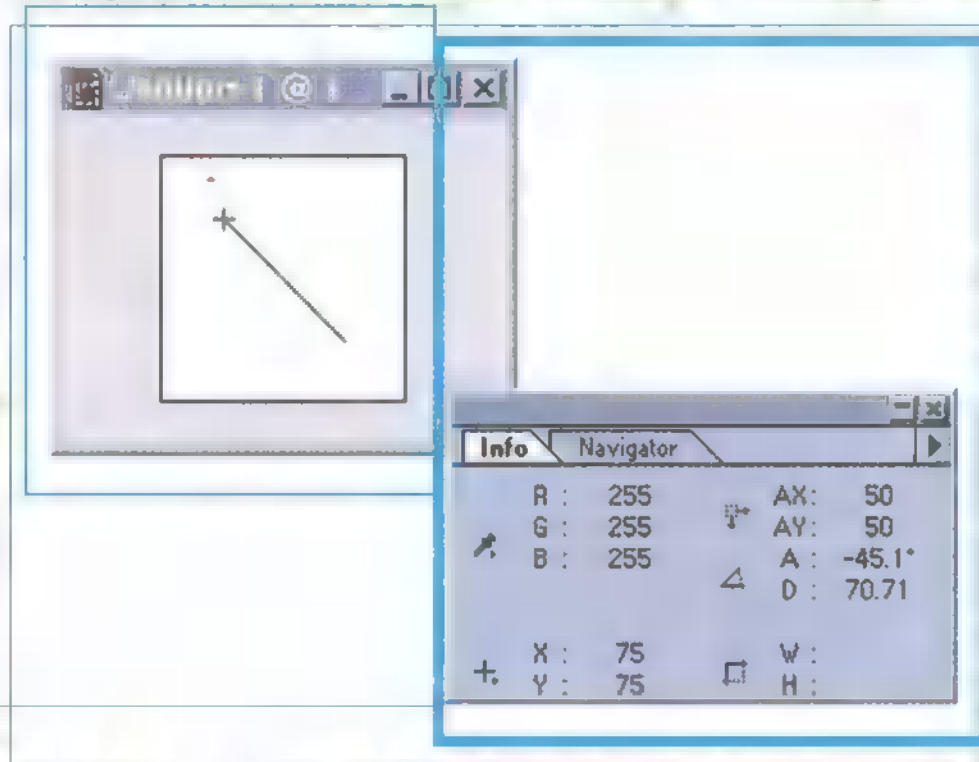 @
Info Navigator
R : 255 AX: 50
G : 255 AY: 50
B : 255 A : -45.1°
D : 70.71
X : 75 W :
Y : 75 H :